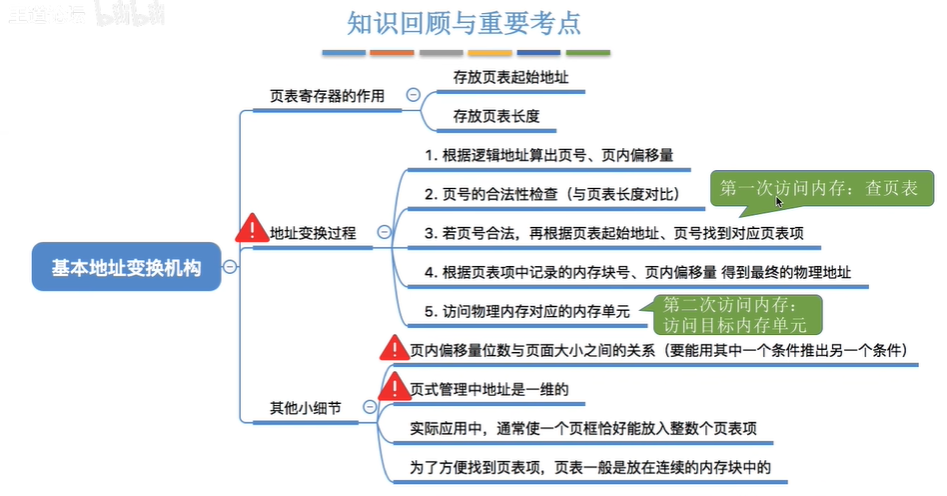 bilibili
知识回顾与重要考点
页表寄存器的作用
存放页表起始地址
存放页表长度
地址变换过程
1. 根据逻辑地址算出页号、页内偏移量
2. 页号的合法性检查（与页表长度对比）
第一次访问内存：查页表
3. 若页号合法，再根据页表起始地址、页号找到对应页表项
4. 根据页表项中记录的内存块号、页内偏移量 得到最终的物理地址
5. 访问物理内存对应的内存单元
第二次访问内存：
访问目标内存单元
基本地址变换机构
其他小细节
页内偏移量位数与页面大小之间的关系（要能用其中一个条件推出另一个条件）
页式管理中地址是一维的
实际应用中，通常使一个页框恰好能放入整数个页表项
为了方便找到页表项，页表一般是放在连续的内存块中的